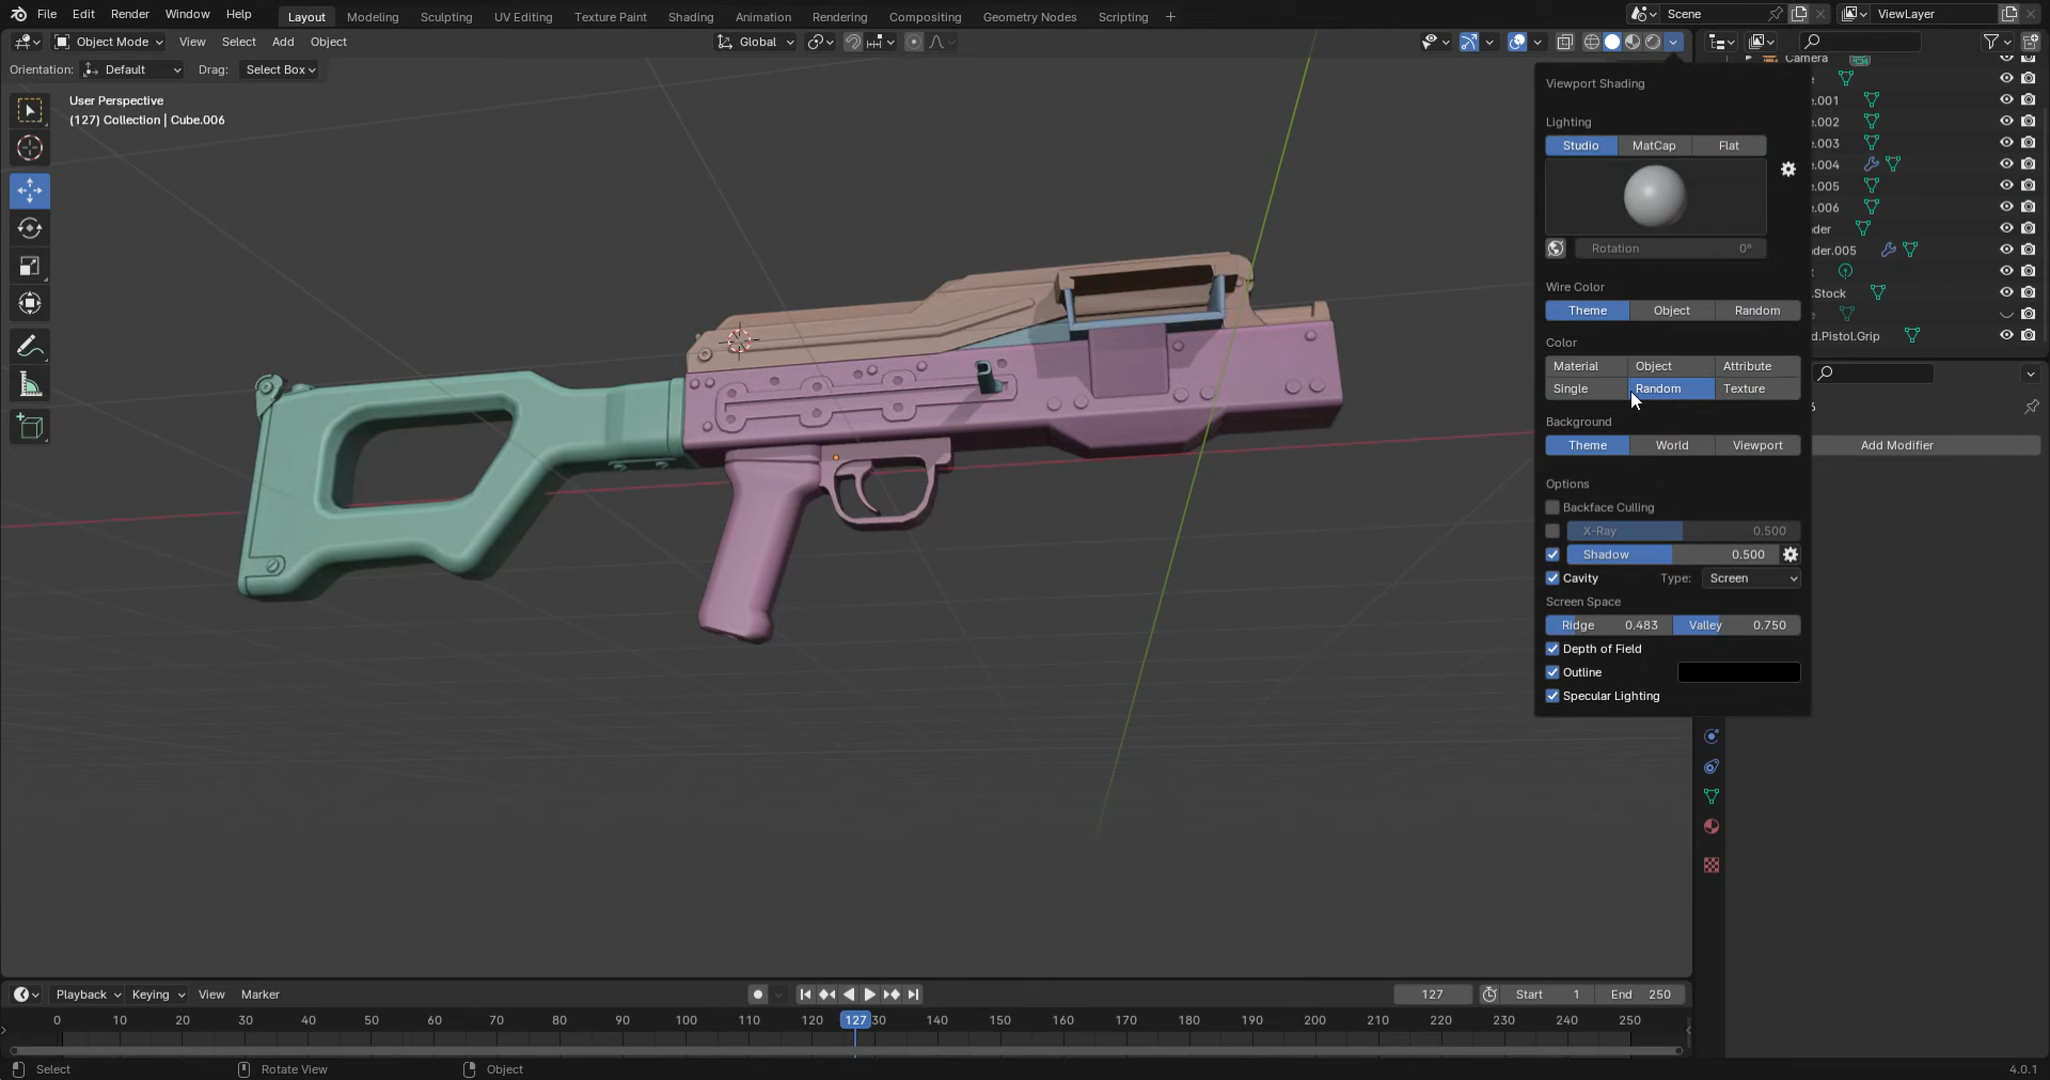 File Edit Render Window Help Layout Modeling Sculpting UV Editing Texture Paint Shading Animation Rendering Compositing Geometry Nodes Scripting + Scene ViewLayer
Object Mode View Select Add Object Global
Orientation: Default Drag: Select Box
User Perspective
(127) Collection | Cube.006
Viewport Shading
Lighting
Studio MatCap Flat
Rotation 0°
Wire Color
Theme Object Random
Color
Material Object Attribute
Single Random Texture
Background
Theme World Viewport
Options
Backface Culling
X-Ray 0.500
Shadow 0.500
Cavity Type: Screen
Screen Space
Ridge 0.483 Valley 0.750
Depth of Field
Outline
Specular Lighting
Camera
e
e.001
e.002
e.003
e.004
e.005
e.006
nder
nder.005
t
.Stock
e
d.Pistol.Grip
6
Add Modifier
Playback Keying View Marker 127 Start 1 End 250
0 10 20 30 40 50 60 70 80 90 100 110 120 127 30 140 150 160 170 180 190 200 210 220 230 240 250
Select Rotate View Object 4.0.1